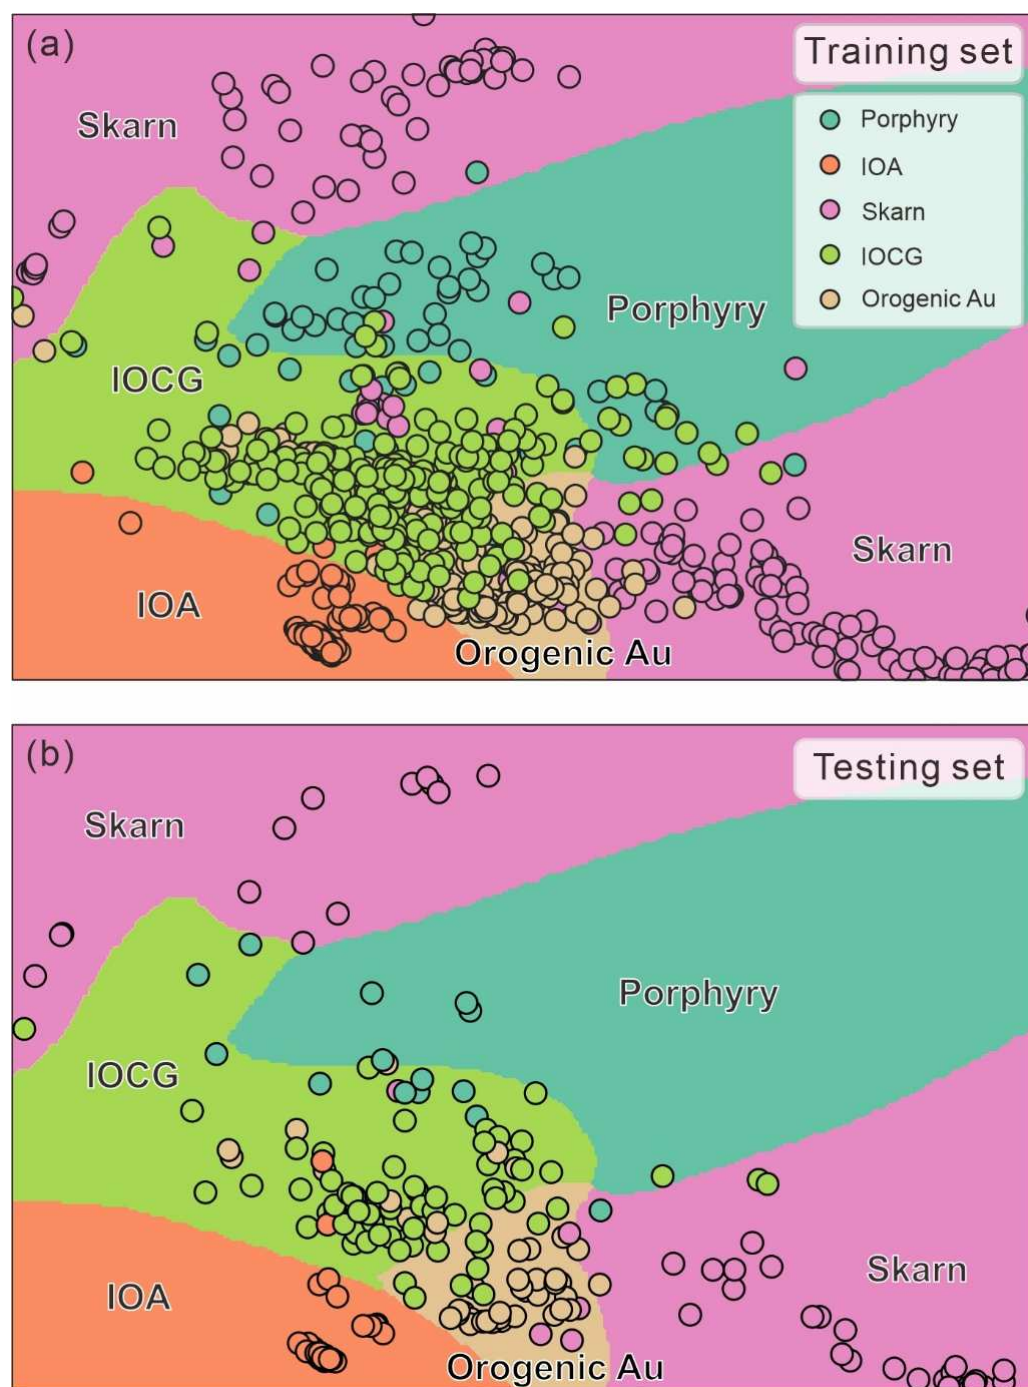 (a)
Training set
Skarn
Porphyry
IOA
Skarn
IOCG
Orogenic Au
Porphyry
IOCG
Skarn
IOA
Orogenic Au
(b)
Testing set
Skarn
Porphyry
IOCG
Skarn
IOA
Orogenic Au